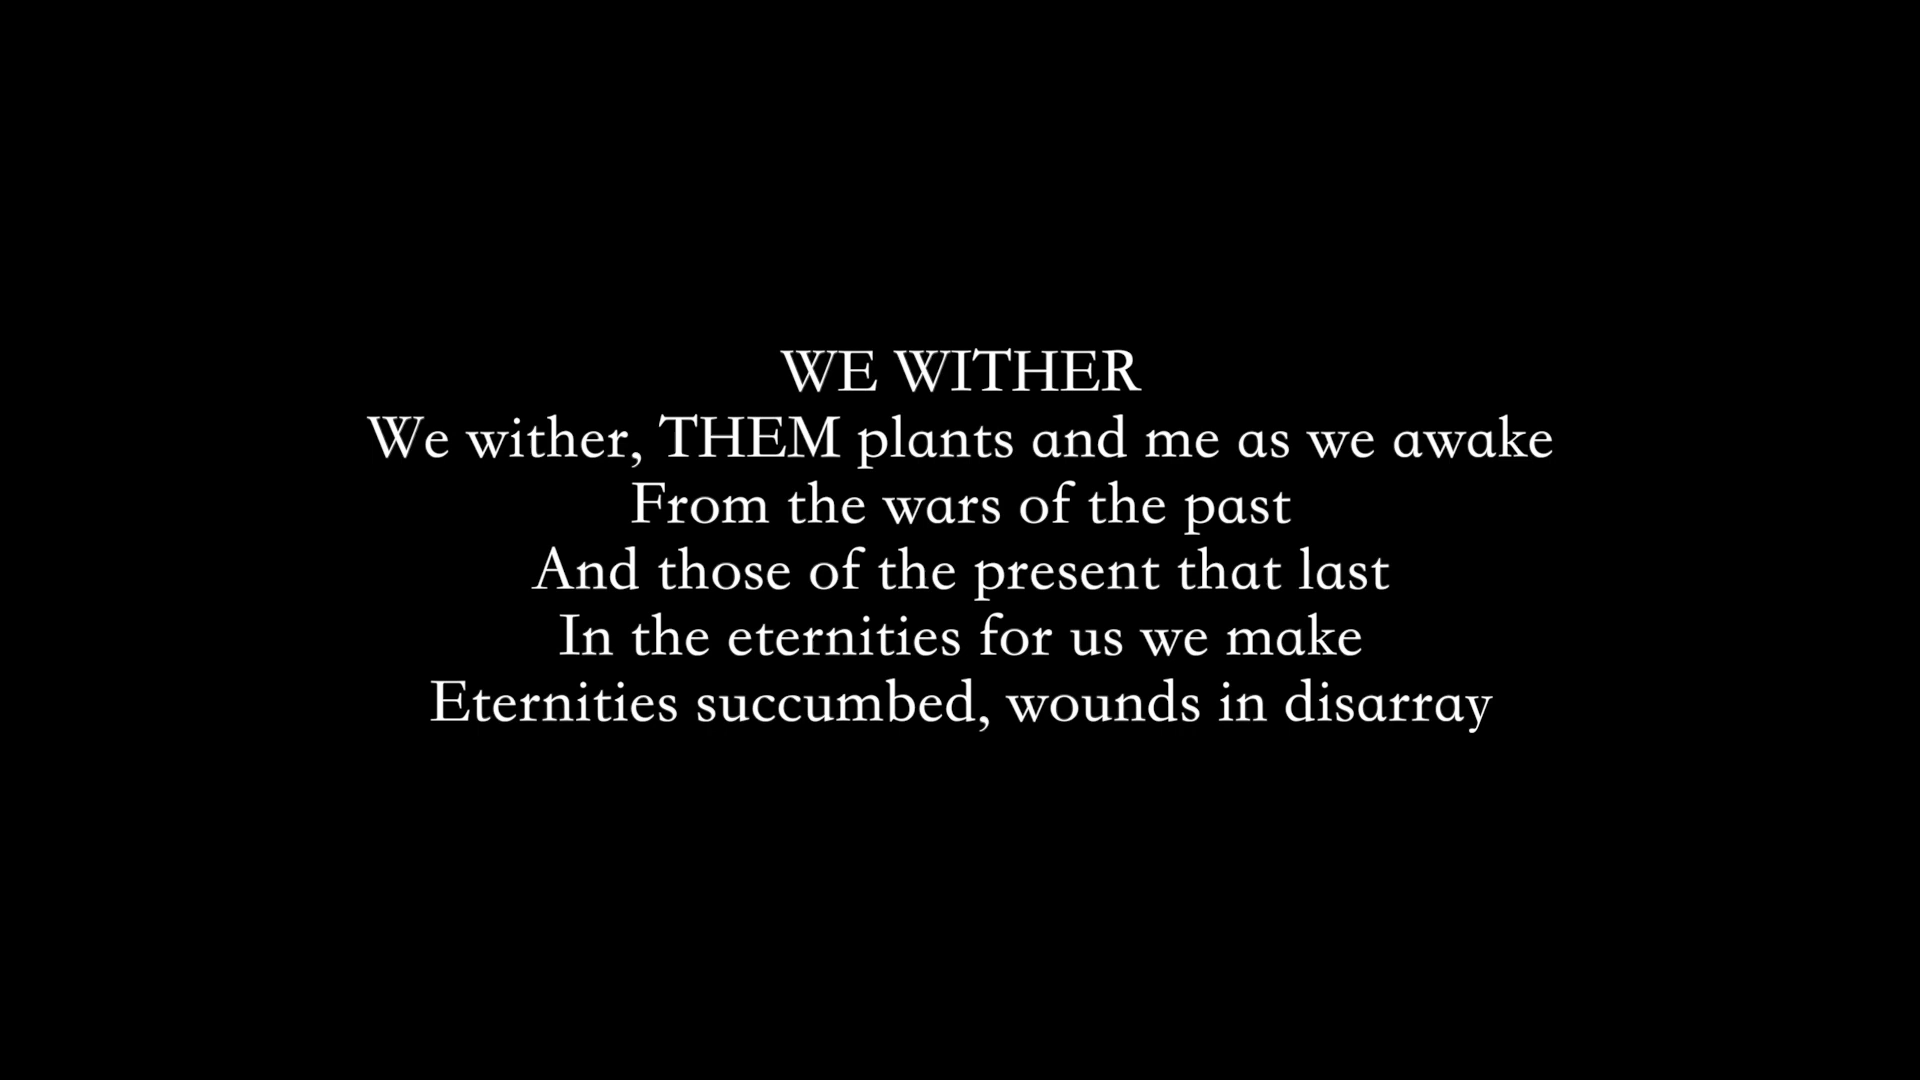 WE WITHER
We wither, THEM plants and me as we awake
From the wars of the past
And those of the present that last
In the eternities for us we make
Eternities succumbed, wounds in disarray